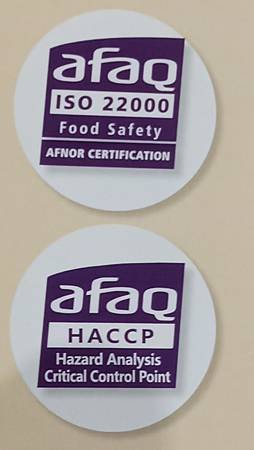 afaq
ISO 22000
Food Safety
AFNOR CERTIFICATION
afaq
HACCP
Hazard Analysis
Critical Control Point